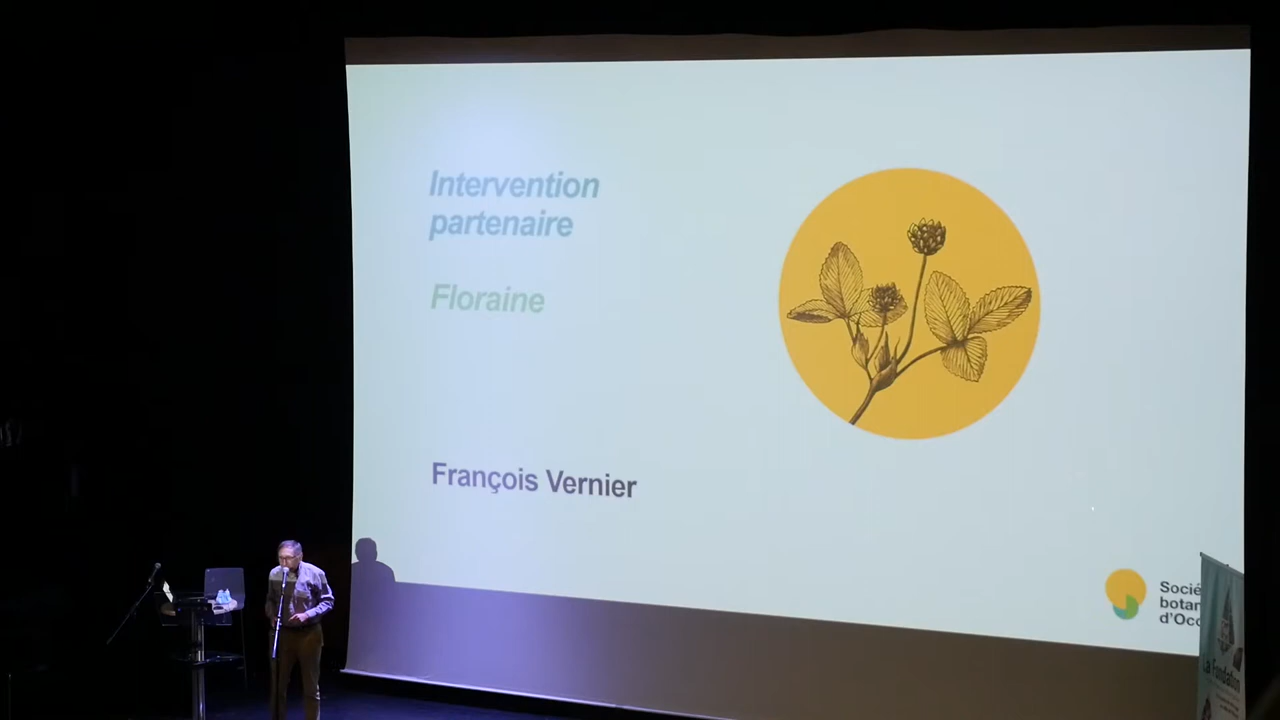 Intervention
partenaire
Floraine
François Vernier
Socié
botan
d'Occ
La Fondation